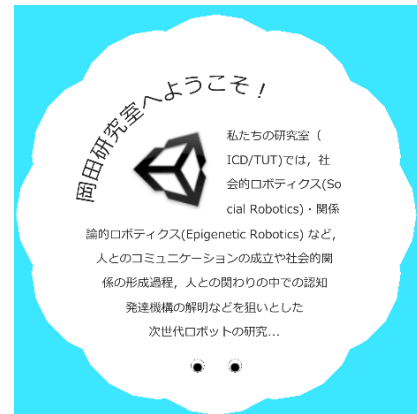 岡田研究室へようこそ！
私たちの研究室（
ICD/TUT)では，社
会的ロボティクス(So
cial Robotics)・関係
論的ロボティクス(Epigenetic Robotics) など，
人とのコミュニケーションの成立や社会的関
係の形成過程，人との関わりの中での認知
発達機構の解明などを狙いとした
次世代ロボットの研究...